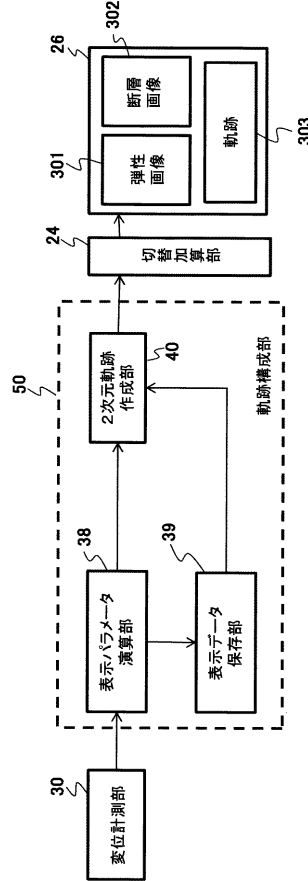 30
変位計測部
50
38
表示パラメータ
演算部
39
表示データ
保存部
2次元軌跡
作成部
40
軌跡構成部
24
切替加算部
26
301
弾性
画像
302
断層
画像
軌跡
303